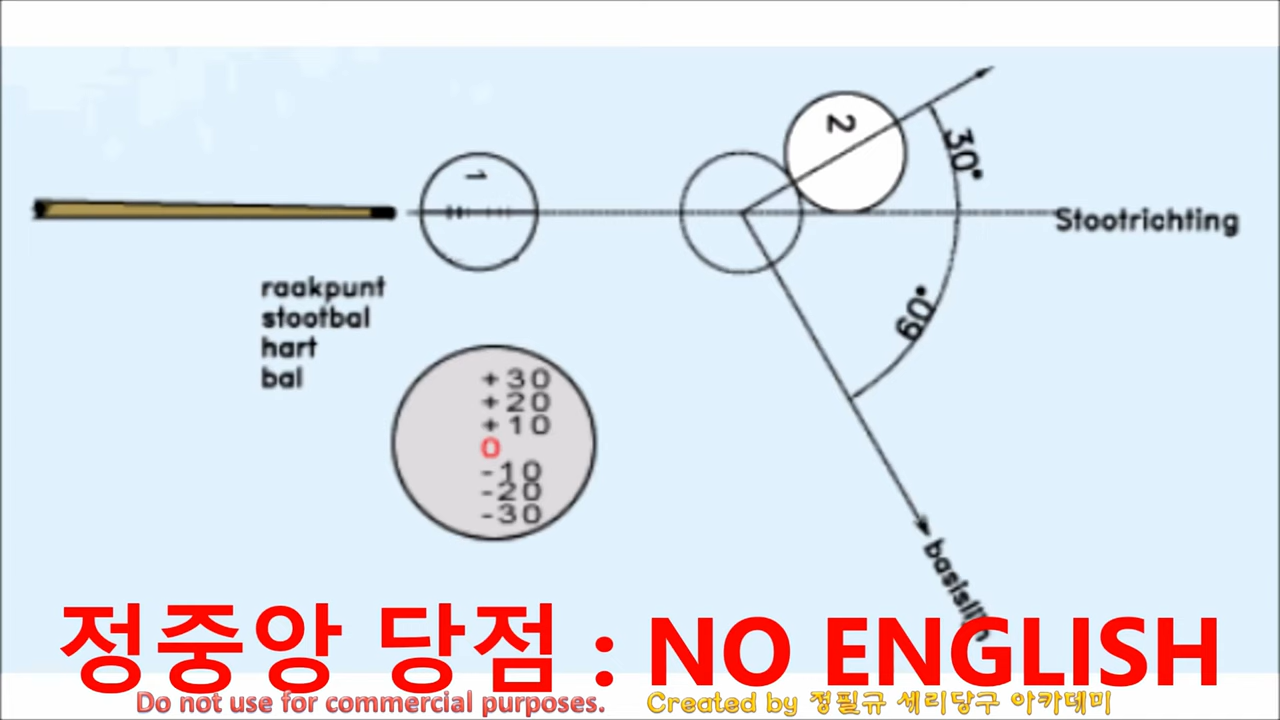 1
2
30°
Stootrichting
60°
raakpunt
stootbal
hart
bal
+30
+20
+10
0
-10
-20
-30
정중앙 당점 : NO ENGLISH
Do not use for commercial purposes. Created by 정필규 세리당구 아카데미